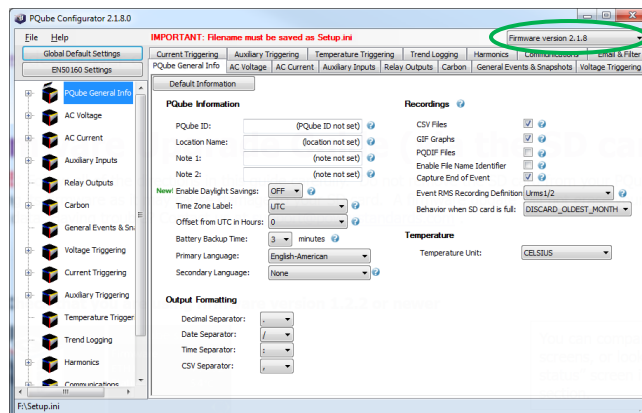 PQube Configurator 2.1.8.0
File Help
IMPORTANT: Filename must be saved as Setup.ini
Firmware version 2.1.8
Global Default Settings
EN50160 Settings
Current Triggering Auxiliary Triggering Temperature Triggering Trend Logging Harmonics Communications Email & Filter
PQube General Info AC Voltage AC Current Auxiliary Inputs Relay Outputs Carbon General Events & Snapshots Voltage Triggering
PQube General Info
AC Voltage
AC Current
Auxiliary Inputs
Relay Outputs
Carbon
General Events & Sna
Voltage Triggering
Current Triggering
Auxiliary Triggering
Temperature Trigger
Trend Logging
Harmonics
Communications
Default Information
PQube Information
PQube ID: (PQube ID not set)
Location Name: (location not set)
Note 1: (note not set)
Note 2: (note not set)
New! Enable Daylight Savings: OFF
Time Zone Label: UTC
Offset from UTC in Hours: 0
Battery Backup Time: 3 minutes
Primary Language: English-American
Secondary Language: None
Output Formatting
Decimal Separator: .
Date Separator: /
Time Separator: :
CSV Separator: ,
Recordings
CSV Files
GIF Graphs
PQDIF Files
Enable File Name Identifier
Capture End of Event
Event RMS Recording Definition Urms1/2
Behavior when SD card is full: DISCARD_OLDEST_MONTH
Temperature
Temperature Unit: CELSIUS
F:\Setup.ini